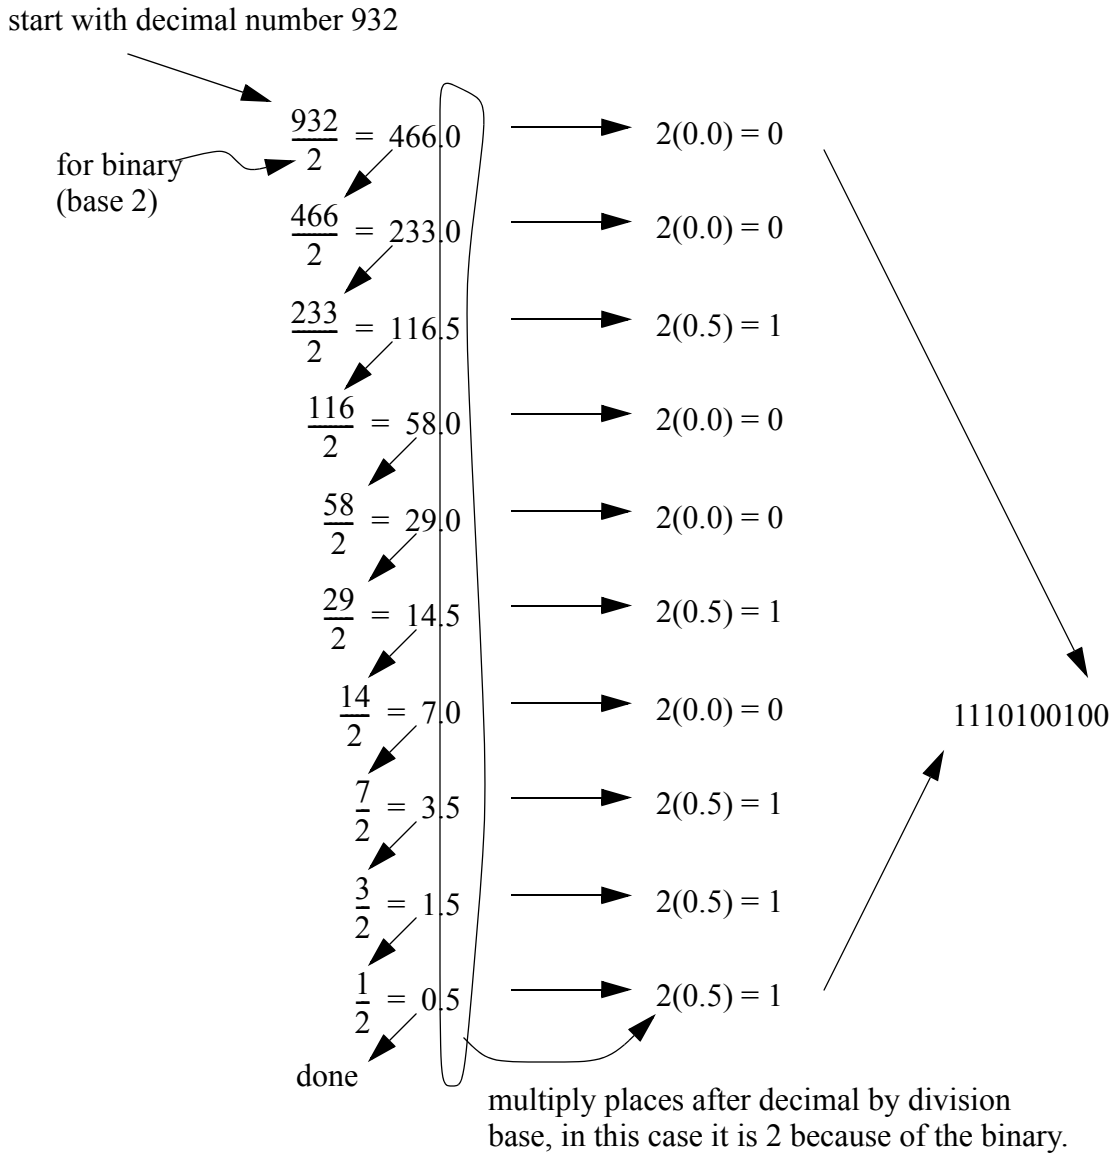 start with decimal number 932
932/2 = 466.0 2(0.0) = 0
for binary
(base 2)
466/2 = 233.0 2(0.0) = 0
233/2 = 116.5 2(0.5) = 1
116/2 = 58.0 2(0.0) = 0
58/2 = 29.0 2(0.0) = 0
29/2 = 14.5 2(0.5) = 1
14/2 = 7.0 2(0.0) = 0
1110100100
7/2 = 3.5 2(0.5) = 1
3/2 = 1.5 2(0.5) = 1
1/2 = 0.5 2(0.5) = 1
done
multiply places after decimal by division
base, in this case it is 2 because of the binary.